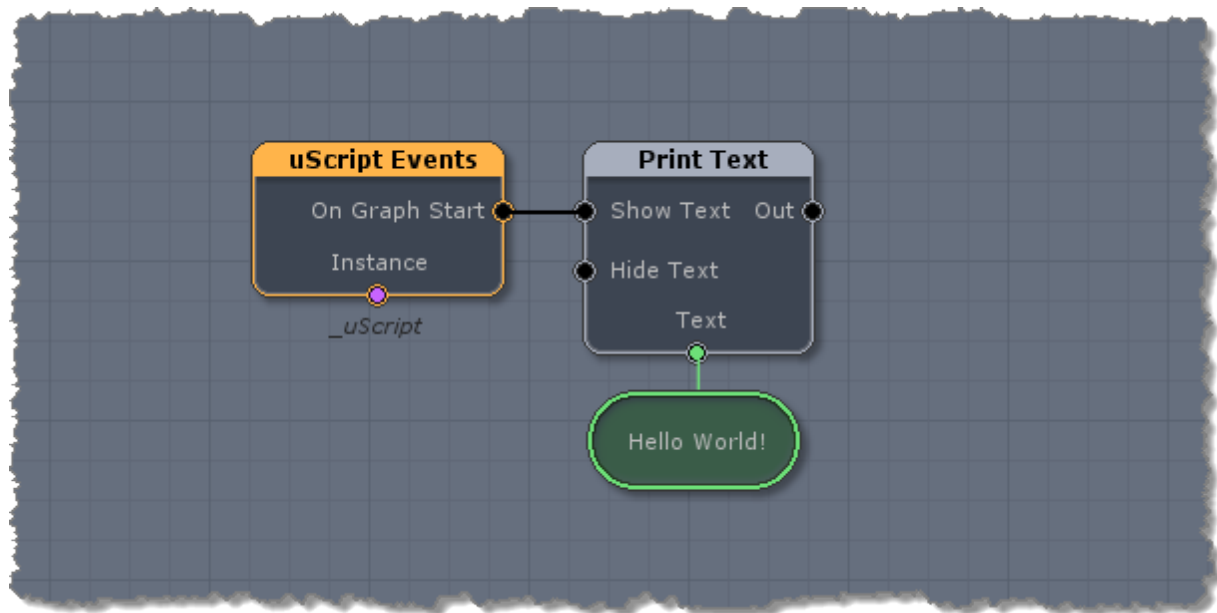 uScript Events
On Graph Start
Instance
_uScript
Print Text
Show Text Out
Hide Text
Text
Hello World!